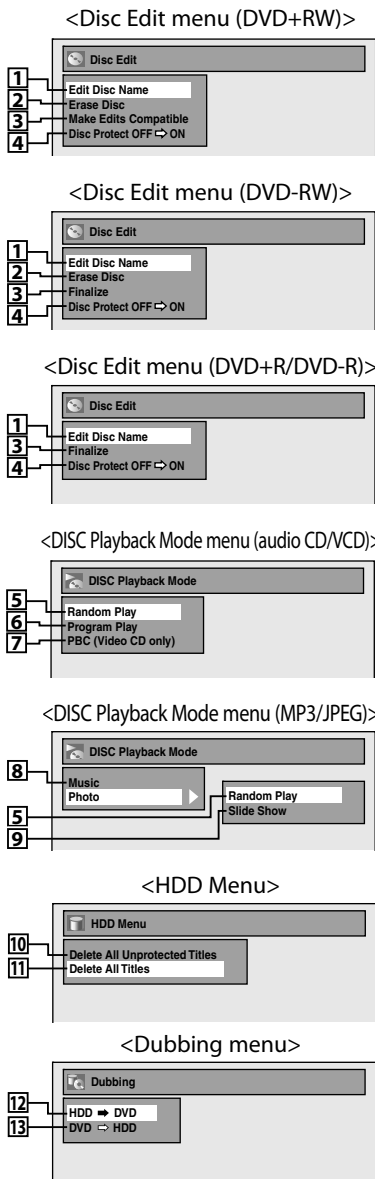 <Disc Edit menu (DVD+RW)>
Disc Edit
1 Edit Disc Name
2 Erase Disc
3 Make Edits Compatible
4 Disc Protect OFF ⇨ ON
<Disc Edit menu (DVD-RW)>
Disc Edit
1 Edit Disc Name
2 Erase Disc
3 Finalize
4 Disc Protect OFF ⇨ ON
<Disc Edit menu (DVD+R/DVD-R)>
Disc Edit
1 Edit Disc Name
3 Finalize
4 Disc Protect OFF ⇨ ON
<DISC Playback Mode menu (audio CD/VCD)>
DISC Playback Mode
5 Random Play
6 Program Play
7 PBC (Video CD only)
<DISC Playback Mode menu (MP3/JPEG)>
DISC Playback Mode
8 Music
Photo
5 Random Play
9 Slide Show
<HDD Menu>
HDD Menu
10 Delete All Unprotected Titles
11 Delete All Titles
<Dubbing menu>
Dubbing
12 HDD ➡ DVD
13 DVD ⇨ HDD